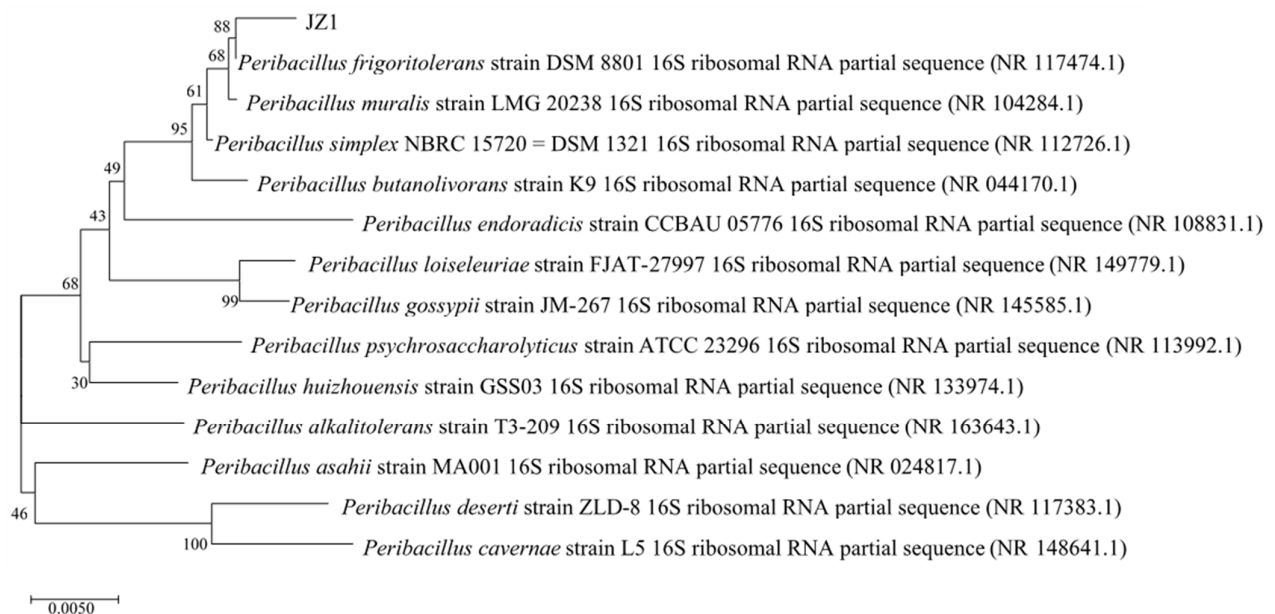 88
JZ1
68
Peribacillus frigoritolerans strain DSM 8801 16S ribosomal RNA partial sequence (NR 117474.1)
61
Peribacillus muralis strain LMG 20238 16S ribosomal RNA partial sequence (NR 104284.1)
95
Peribacillus simplex NBRC 15720 = DSM 1321 16S ribosomal RNA partial sequence (NR 112726.1)
49
Peribacillus butanolivorans strain K9 16S ribosomal RNA partial sequence (NR 044170.1)
43
Peribacillus endoradicis strain CCBAU 05776 16S ribosomal RNA partial sequence (NR 108831.1)
Peribacillus loiseleuriae strain FJAT-27997 16S ribosomal RNA partial sequence (NR 149779.1)
68
99
Peribacillus gossypii strain JM-267 16S ribosomal RNA partial sequence (NR 145585.1)
Peribacillus psychrosaccharolyticus strain ATCC 23296 16S ribosomal RNA partial sequence (NR 113992.1)
30
Peribacillus huizhouensis strain GSS03 16S ribosomal RNA partial sequence (NR 133974.1)
Peribacillus alkalitolerans strain T3-209 16S ribosomal RNA partial sequence (NR 163643.1)
Peribacillus asahii strain MA001 16S ribosomal RNA partial sequence (NR 024817.1)
46
Peribacillus deserti strain ZLD-8 16S ribosomal RNA partial sequence (NR 117383.1)
100
Peribacillus cavernae strain L5 16S ribosomal RNA partial sequence (NR 148641.1)
0.0050